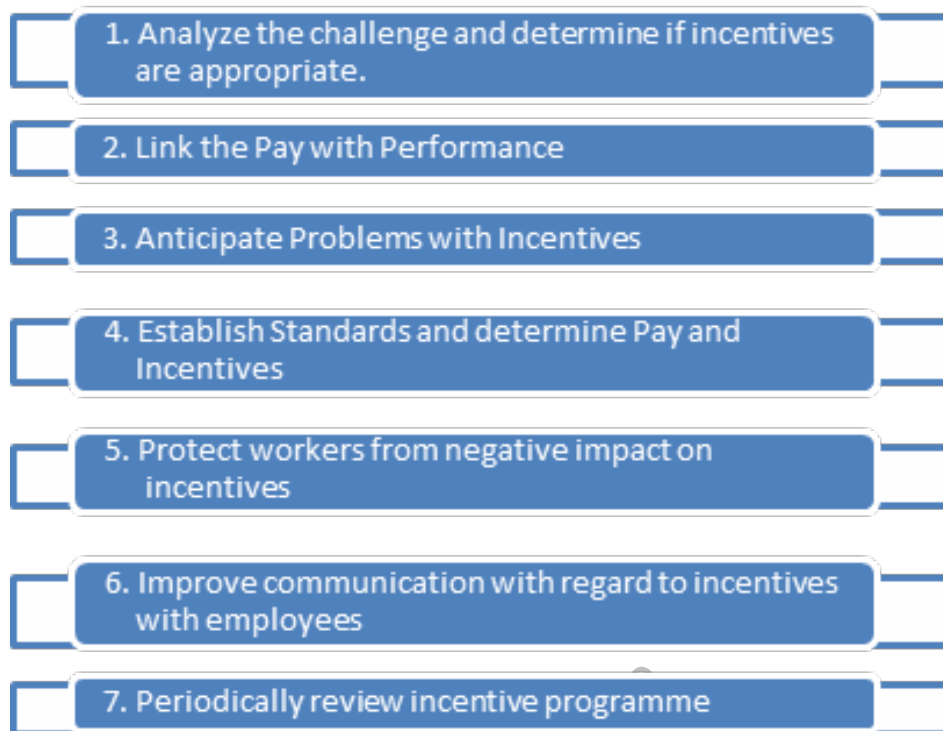 1. Analyze the challenge and determine if incentives
are appropriate.
2. Link the Pay with Performance
3. Anticipate Problems with Incentives
4. Establish Standards and determine Pay and
Incentives
5. Protect workers from negative impact on
incentives
6. Improve communication with regard to incentives
with employees
7. Periodically review incentive programme